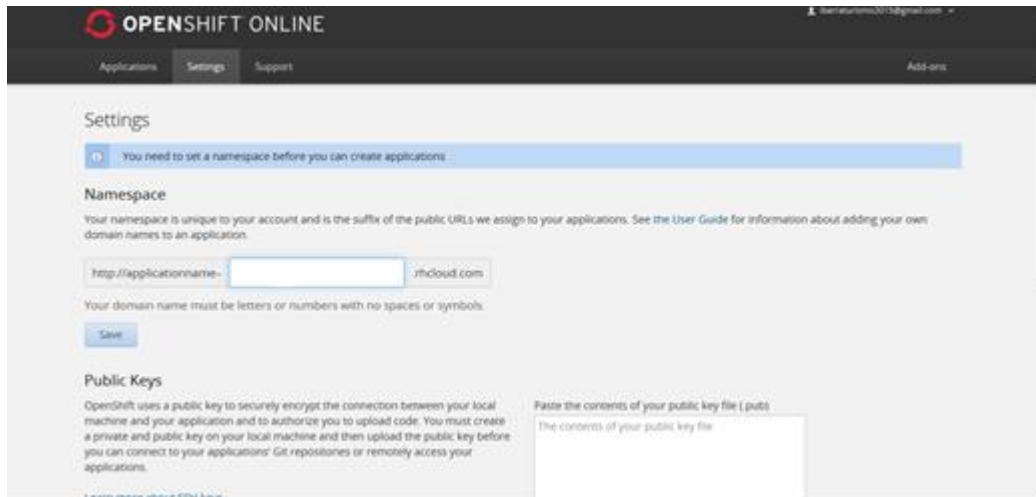 OPENSHIFT ONLINE
Applications Settings Support Add-ons
Settings
You need to set a namespace before you can create applications
Namespace
Your namespace is unique to your account and is the suffix of the public URLs we assign to your applications. See the User Guide for information about adding your own
domain names to an application.
http://applicationname- .rhcloud.com
Your domain name must be letters or numbers with no spaces or symbols.
Save
Public Keys
OpenShift uses a public key to securely encrypt the connection between your local
machine and your application and to authorize you to upload code. You must create
a private and public key on your local machine and then upload the public key before
you can connect to your applications' Git repositories or remotely access your
applications.
Learn more about SSH keys
Paste the contents of your public key file (.pub)
The contents of your public key file